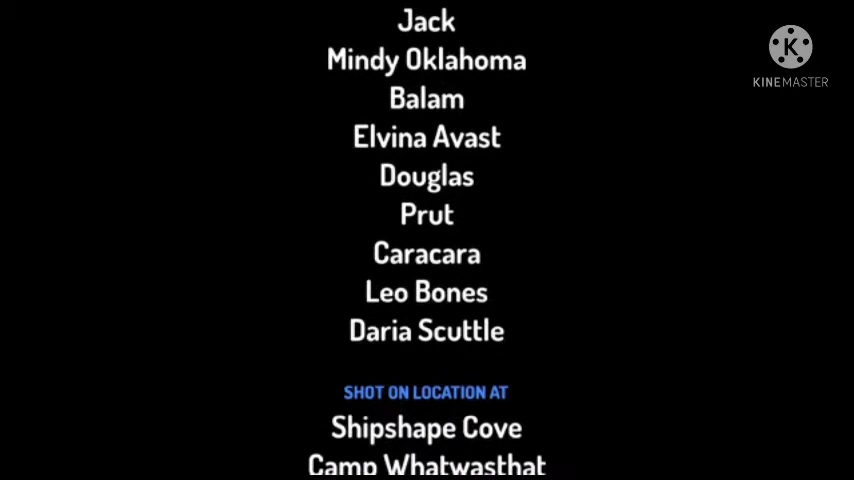 Jack
Mindy Oklahoma
Balam
Elvina Avast
Douglas
Prut
Caracara
Leo Bones
Daria Scuttle
SHOT ON LOCATION AT
Shipshape Cove
Camp Whatwasthat
K
KINEMASTER